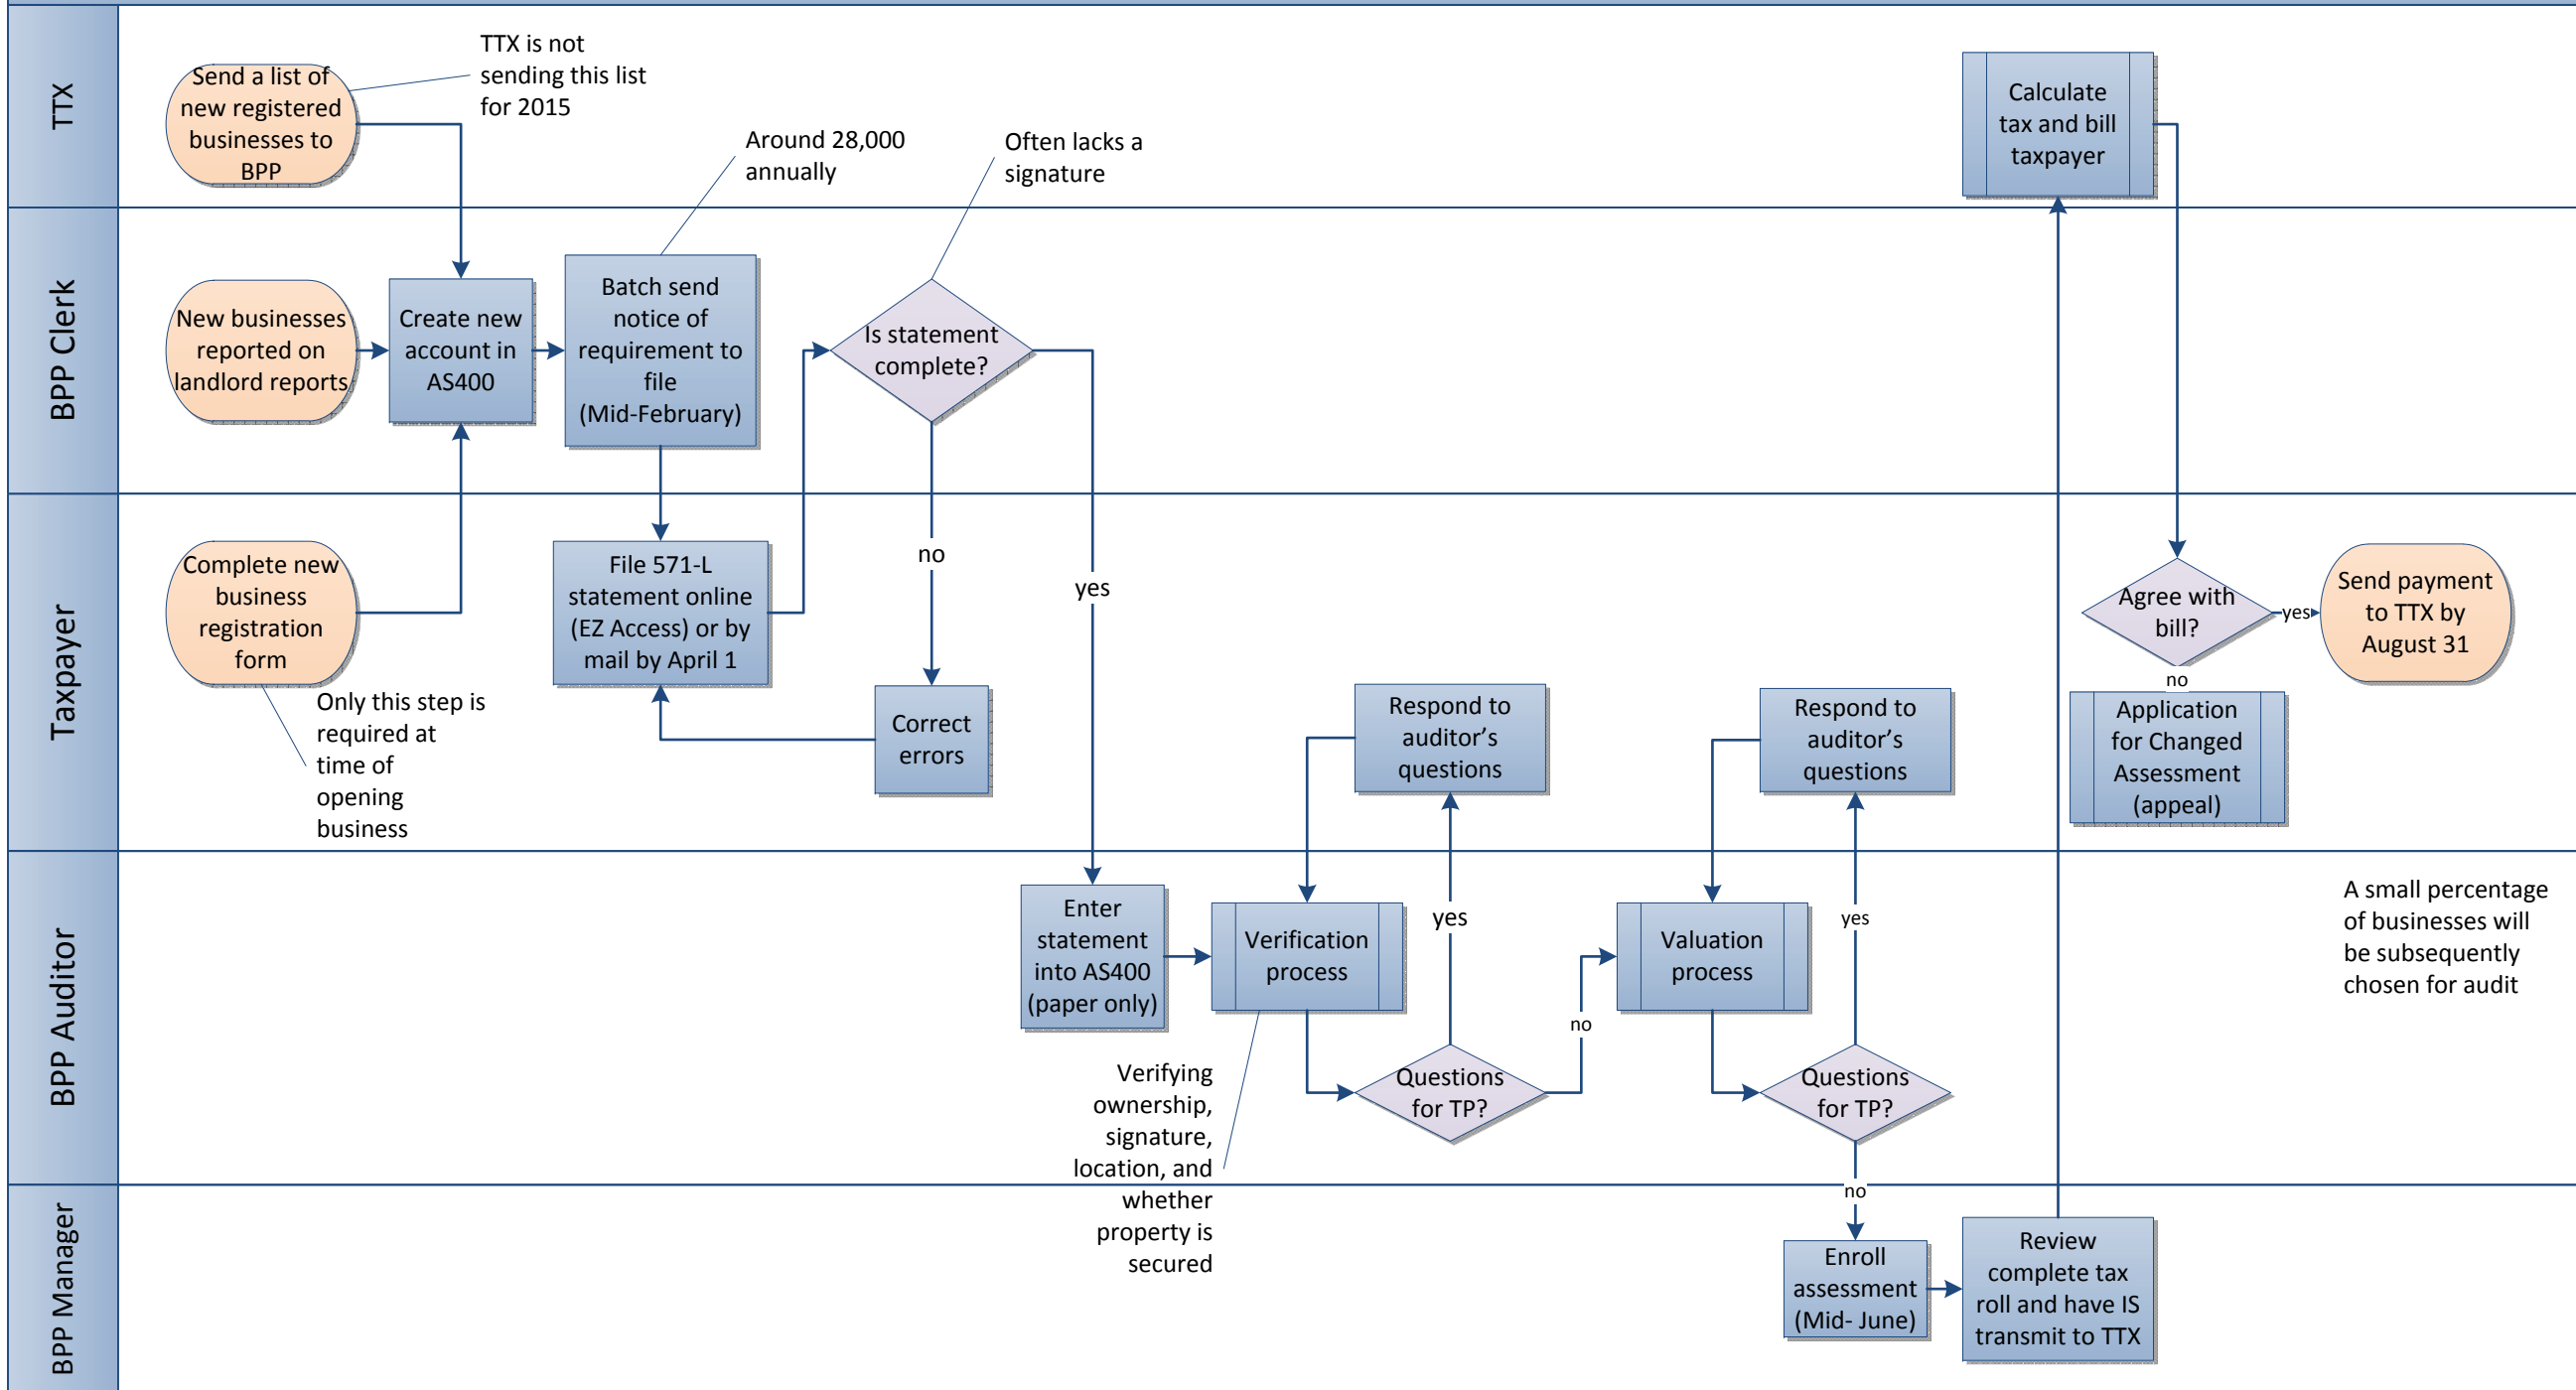 TTX
Send a list of
new registered
businesses to
BPP
TTX is not
sending this list
for 2015
Around 28,000
annually
Often lacks a
signature
Calculate
tax and bill
taxpayer
BPP Clerk
New businesses
reported on
landlord reports
Create new
account in
AS400
Batch send
notice of
requirement to
file
(Mid-February)
Is statement
complete?
no
yes
Taxpayer
Complete new
business
registration
form
Only this step is
required at
time of
opening
business
File 571-L
statement online
(EZ Access) or by
mail by April 1
Correct
errors
Respond to
auditor’s
questions
Respond to
auditor’s
questions
Agree with
bill?
yes
no
Send payment
to TTX by
August 31
Application
for Changed
Assessment
(appeal)
BPP Auditor
Enter
statement
into AS400
(paper only)
Verification
process
Verifying
ownership,
signature,
location, and
whether
property is
secured
yes
Questions
for TP?
no
Valuation
process
yes
Questions
for TP?
no
A small percentage
of businesses will
be subsequently
chosen for audit
BPP Manager
Enroll
assessment
(Mid- June)
Review
complete tax
roll and have IS
transmit to TTX